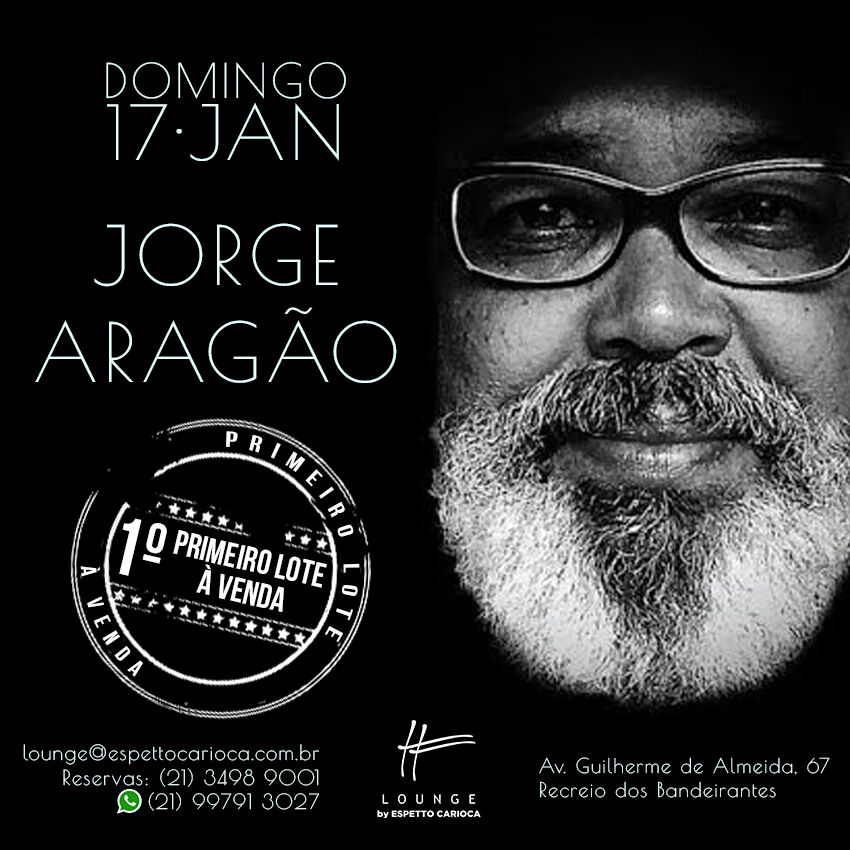 DOMINGO
17·JAN
JORGE
ARAGÃO
PRIMEIRO LOTE
1º PRIMEIRO LOTE
À VENDA
À VENDA
lounge@espettocarioca.com.br
Reservas: (21) 3498 9001
(21) 99791 3027
LOUNGE
by ESPETTO CARIOCA
Av. Guilherme de Almeida, 67
Recreio dos Bandeirantes